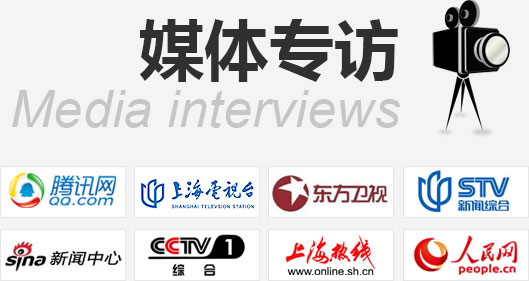 媒体专访
Media interviews
腾讯网
QQ.com
上海电视台
SHANGHAI TELEVISION STATION
东方卫视
STV
新闻综合
sina 新闻中心
CCTV 1
综合
上海热线
www.online.sh.cn
人民网
people.cn